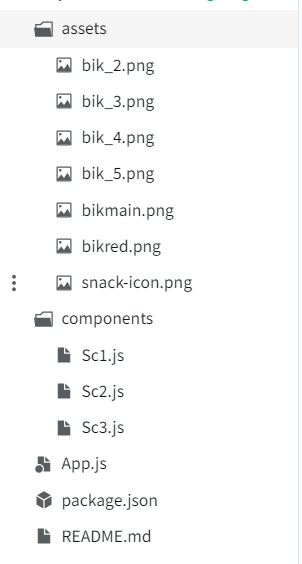 assets
bik_2.png
bik_3.png
bik_4.png
bik_5.png
bikmain.png
bikred.png
snack-icon.png
components
Sc1.js
Sc2.js
Sc3.js
App.js
package.json
README.md